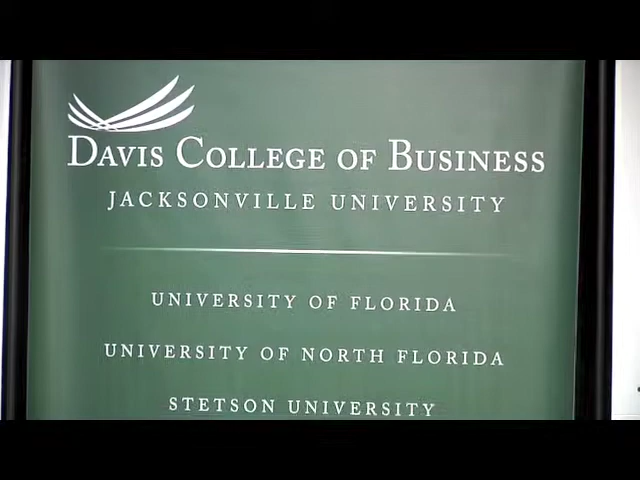 DAVIS COLLEGE OF BUSINESS
JACKSONVILLE UNIVERSITY
UNIVERSITY OF FLORIDA
UNIVERSITY OF NORTH FLORIDA
STETSON UNIVERSITY